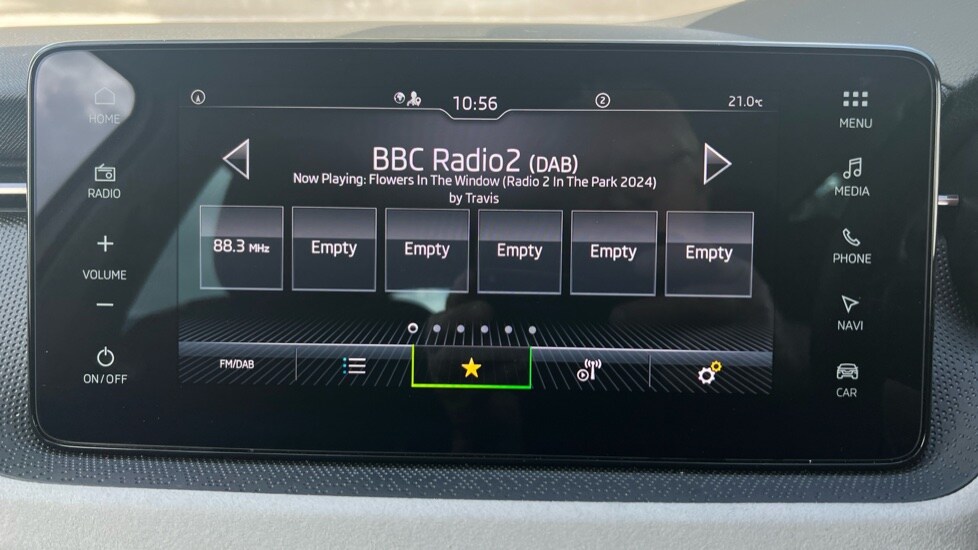 HOME
RADIO
+
VOLUME
−
ON/OFF
10:56
2
21.0°C
BBC Radio2 (DAB)
Now Playing: Flowers In The Window (Radio 2 In The Park 2024)
by Travis
88.3 MHz
Empty
Empty
Empty
Empty
Empty
FM/DAB
MENU
MEDIA
PHONE
NAVI
CAR